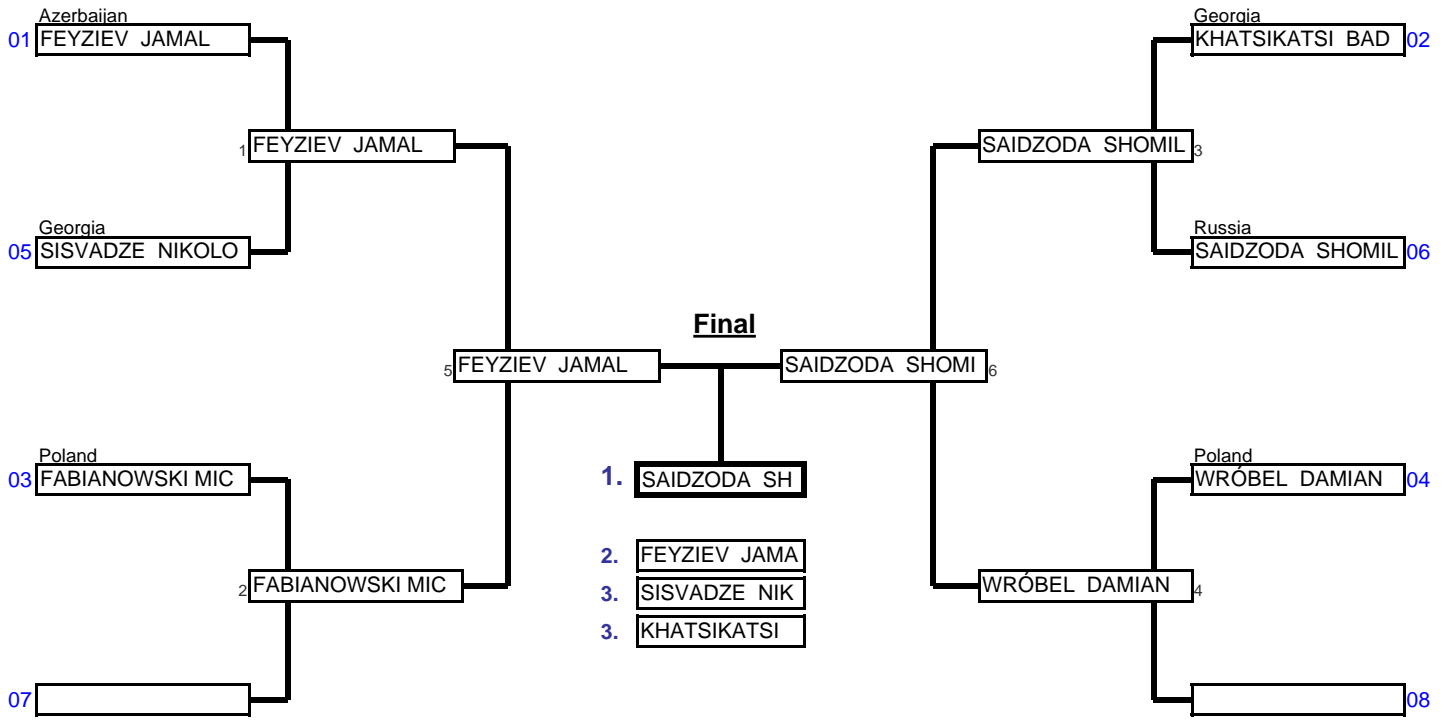 Azerbaijan
01 FEYZIEV JAMAL
Georgia
KHATSIKATSI BAD 02
1 FEYZIEV JAMAL
SAIDZODA SHOMIL 3
Georgia
05 SISVADZE NIKOLO
Russia
SAIDZODA SHOMIL 06
Final
5 FEYZIEV JAMAL
SAIDZODA SHOMI 6
Poland
03 FABIANOWSKI MIC
1. SAIDZODA SH
Poland
WRÓBEL DAMIAN 04
2. FEYZIEV JAMA
2 FABIANOWSKI MIC
3. SISVADZE NIK
WRÓBEL DAMIAN 4
3. KHATSIKATSI
07
08